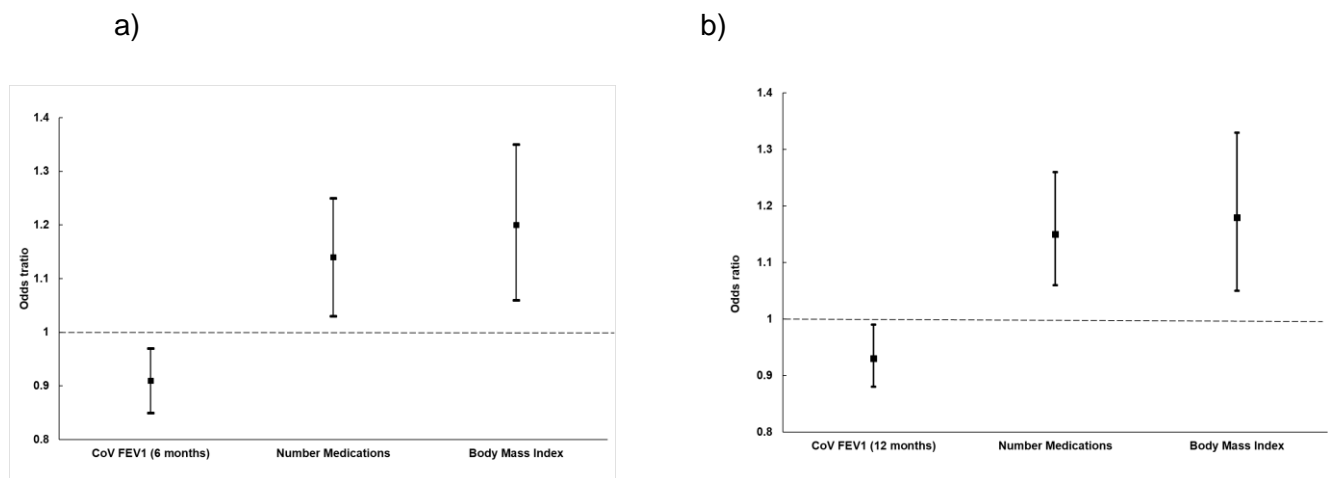 a)
1.4
1.3
1.2
1.1
1
0.9
0.8
Odds tratio
CoV FEV1 (6 months) Number Medications Body Mass Index
b)
1.4
1.3
1.2
1.1
1
0.9
0.8
Odds ratio
CoV FEV1 (12 months) Number Medications Body Mass Index